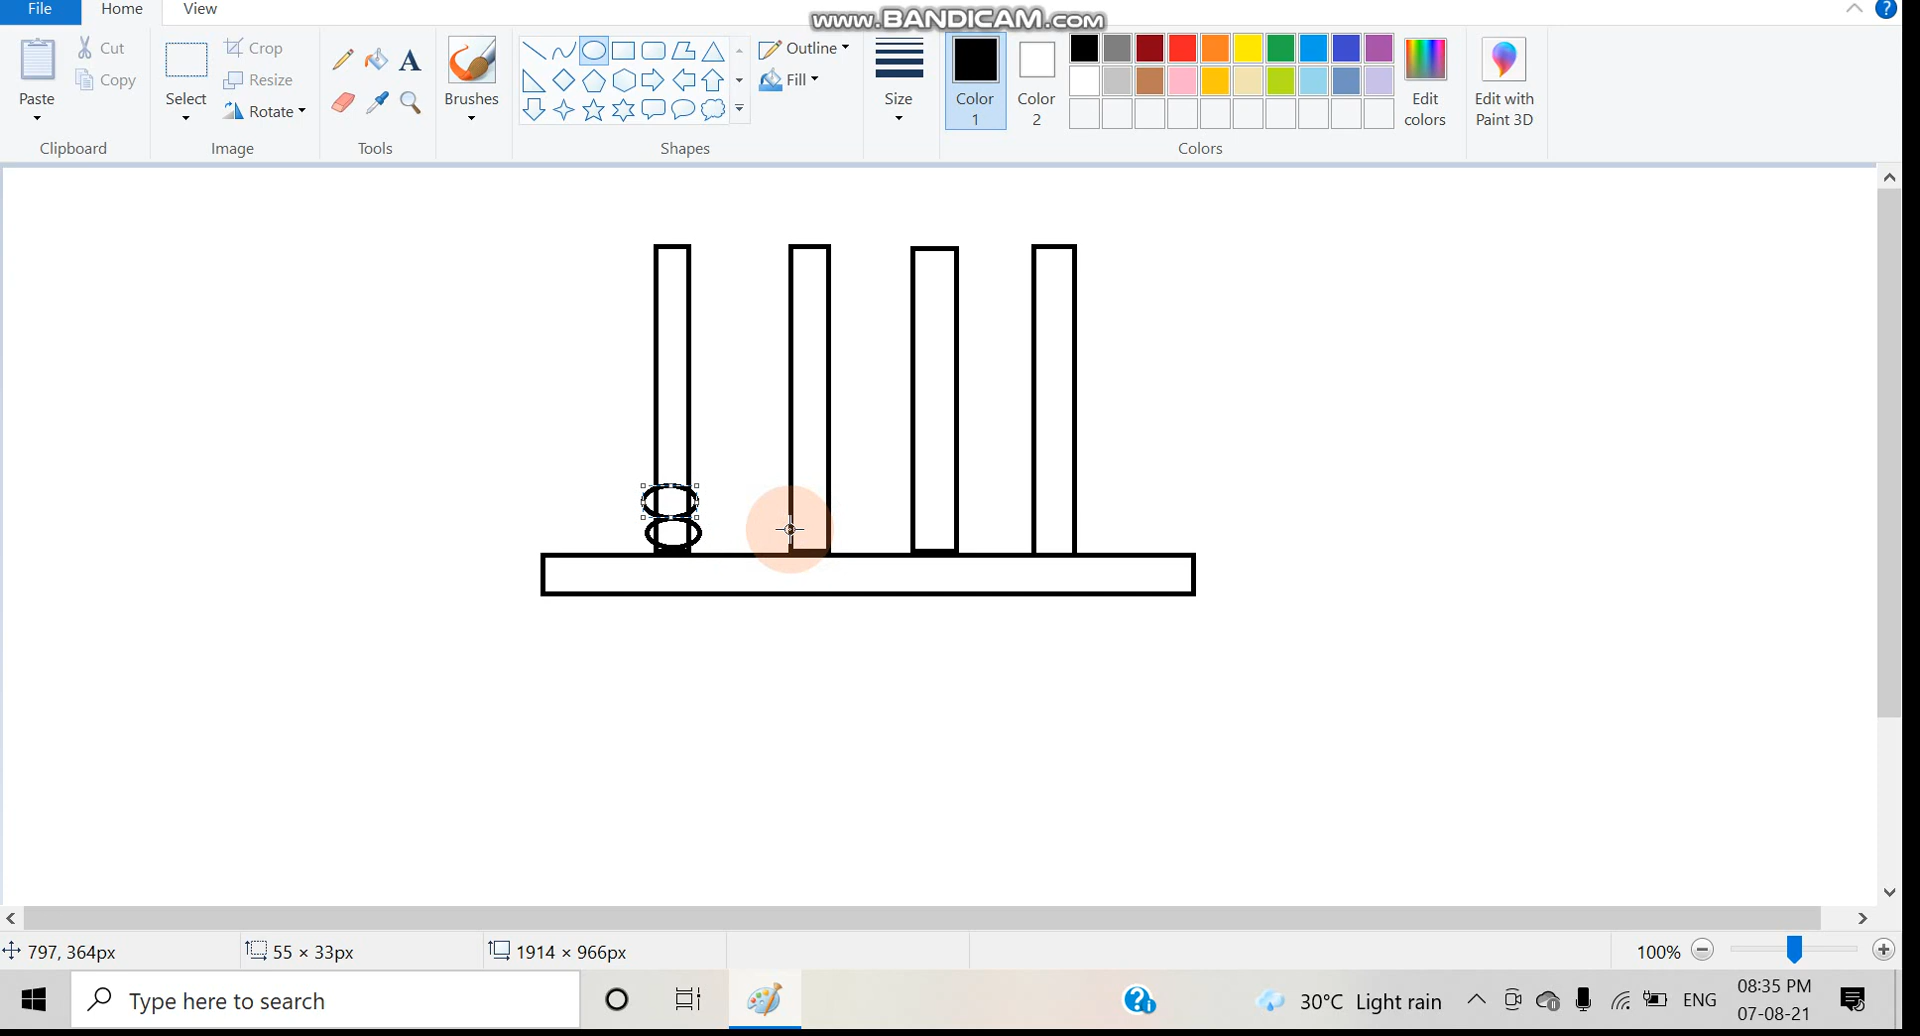 File Home View
www.BANDICAM.com
?
Paste
Cut
Copy
Clipboard
Select
Crop
Resize
Rotate
Image
A
Tools
Brushes
Shapes
Outline
Fill
Size
Color
1
Color
2
Colors
Edit
colors
Edit with
Paint 3D
797, 364px
55 × 33px
1914 × 966px
100%
Type here to search
30°C Light rain
ENG
08:35 PM
07-08-21